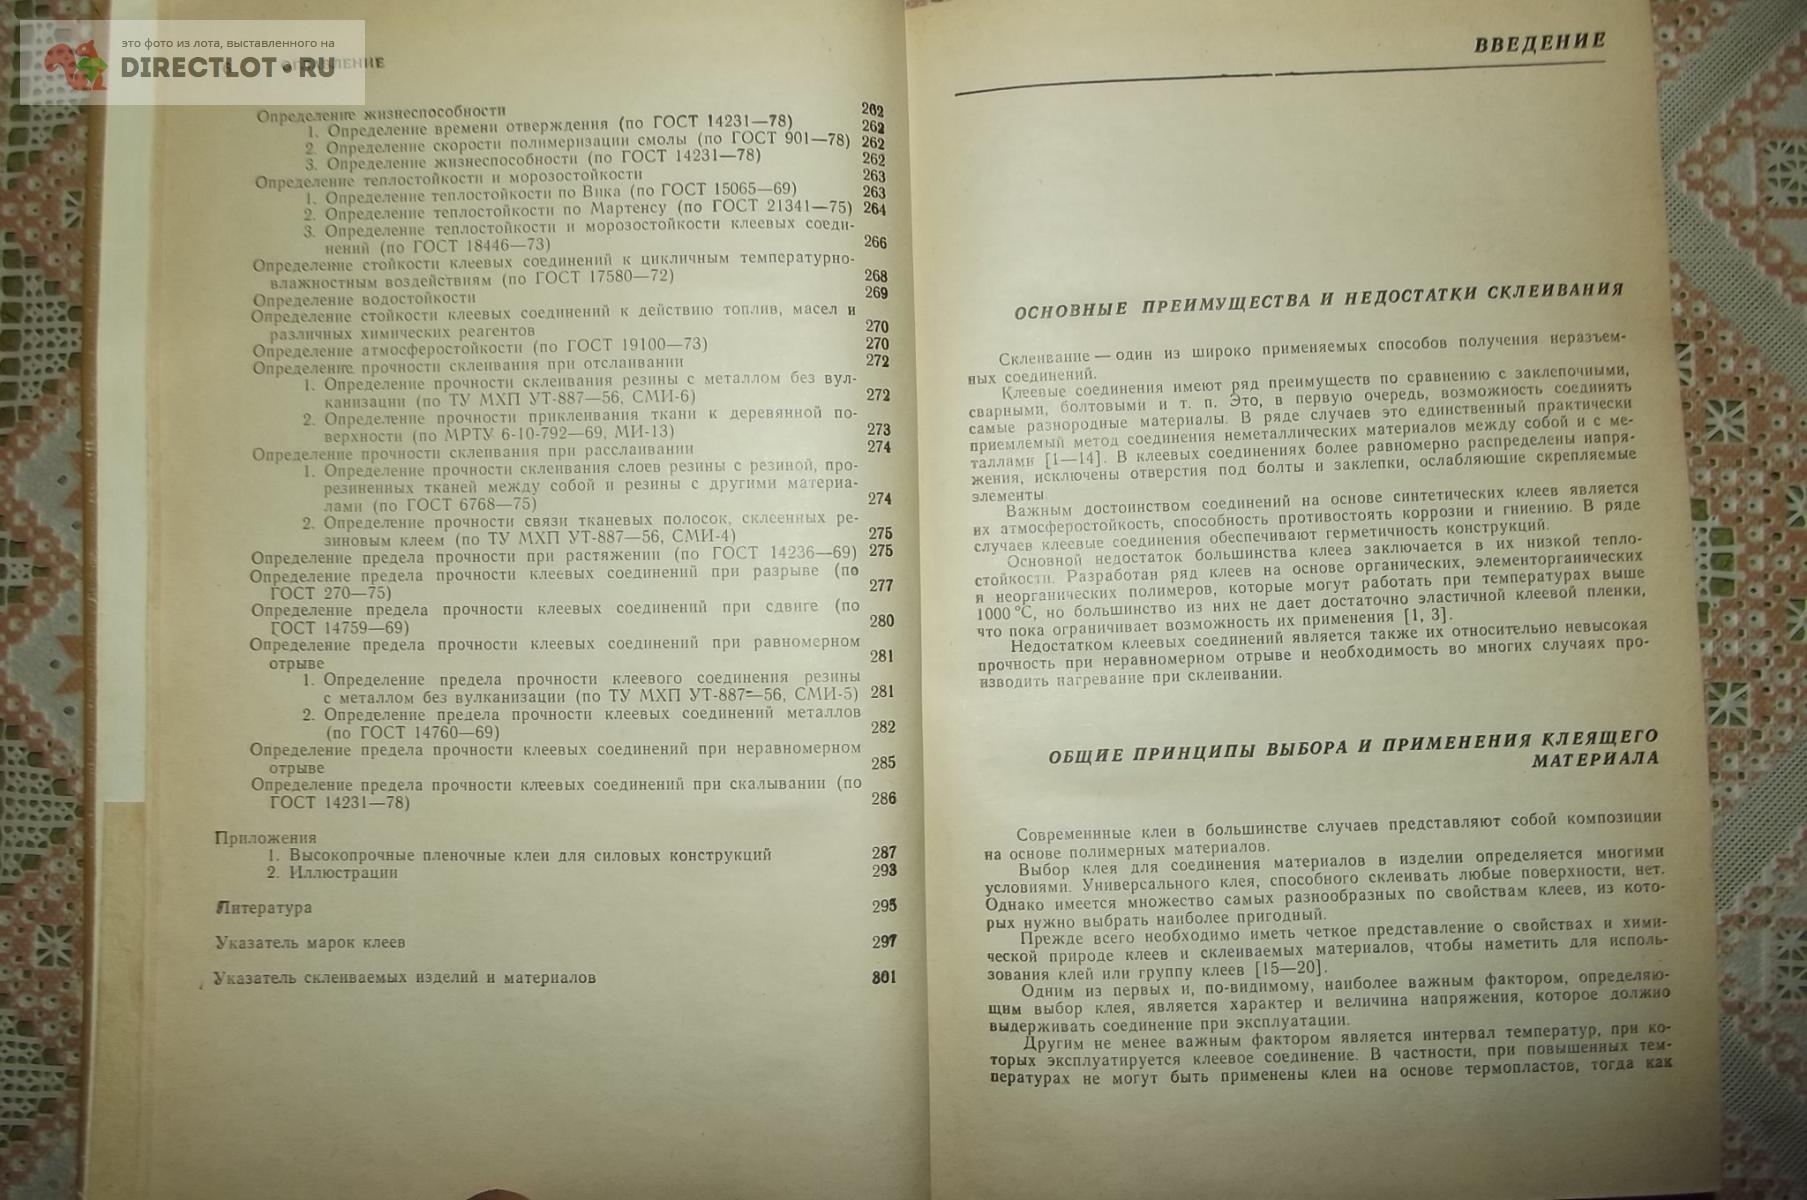 это фото из лота, выставленного на
DIRECTLOT.RU
Определение жизнеспособности 262
1. Определение времени отверждения (по ГОСТ 14231—78) 262
2. Определение скорости полимеризации смолы (по ГОСТ 901—78) 262
3. Определение жизнеспособности (по ГОСТ 14231—78) 262
Определение теплостойкости и морозостойкости 263
1. Определение теплостойкости по Вика (по ГОСТ 15065—69) 263
2. Определение теплостойкости по Мартенсу (по ГОСТ 21341—75) 264
3. Определение теплостойкости и морозостойкости клеевых соеди-
нений (по ГОСТ 18446—73) 266
Определение стойкости клеевых соединений к цикличным температурно-
влажностным воздействиям (по ГОСТ 17580—72) 268
Определение водостойкости 269
Определение стойкости клеевых соединений к действию топлив, масел и
различных химических реагентов 270
Определение атмосферостойкости (по ГОСТ 19100—73) 270
Определение прочности склеивания при отслаивании 272
1. Определение прочности склеивания резины с металлом без вул-
канизации (по ТУ МХП УТ-887—56, СМИ-6) 272
2. Определение прочности приклеивания ткани к деревянной по-
верхности (по МРТУ 6-10-792—69, МИ-13) 273
Определение прочности склеивания при расслаивании 274
1. Определение прочности склеивания слоев резины с резиной, про-
резиненных тканей между собой и резины с другими материа-
лами (по ГОСТ 6768—75) 274
2. Определение прочности связи тканевых полосок, склеенных ре-
зиновым клеем (по ТУ МХП УТ-887—56, СМИ-4) 275
Определение предела прочности при растяжении (по ГОСТ 14236—69) 275
Определение предела прочности клеевых соединений при разрыве (по
ГОСТ 270—75) 277
Определение предела прочности клеевых соединений при сдвиге (по
ГОСТ 14759—69) 280
Определение предела прочности клеевых соединений при равномерном
отрыве 281
1. Определение предела прочности клеевого соединения резины
с металлом без вулканизации (по ТУ МХП УТ-887—56, СМИ-5) 281
2. Определение предела прочности клеевых соединений металлов
(по ГОСТ 14760—69) 282
Определение предела прочности клеевых соединений при неравномерном
отрыве 285
Определение предела прочности клеевых соединений при скалывании (по
ГОСТ 14231—78) 286
Приложения
1. Высокопрочные пленочные клеи для силовых конструкций 287
2. Иллюстрации 293
Литература 295
Указатель марок клеев 297
Указатель склеиваемых изделий и материалов 301
ВВЕДЕНИЕ
ОСНОВНЫЕ ПРЕИМУЩЕСТВА И НЕДОСТАТКИ СКЛЕИВАНИЯ
Склеивание — один из широко применяемых способов получения неразъем-
ных соединений.
Клеевые соединения имеют ряд преимуществ по сравнению с заклепочными,
сварными, болтовыми и т. п. Это, в первую очередь, возможность соединять
самые разнородные материалы. В ряде случаев это единственный практически
приемлемый метод соединения неметаллических материалов между собой и с ме-
таллами [1—14]. В клеевых соединениях более равномерно распределены напря-
жения, исключены отверстия под болты и заклепки, ослабляющие скрепляемые
элементы
Важным достоинством соединений на основе синтетических клеев является
их атмосферостойкость, способность противостоять коррозии и гниению. В ряде
случаев клеевые соединения обеспечивают герметичность конструкций.
Основной недостаток большинства клеев заключается в их низкой тепло-
стойкости. Разработан ряд клеев на основе органических, элементорганических
и неорганических полимеров, которые могут работать при температурах выше
1000 °С, но большинство из них не дает достаточно эластичной клеевой пленки,
что пока ограничивает возможность их применения [1, 3].
Недостатком клеевых соединений является также их относительно невысокая
прочность при неравномерном отрыве и необходимость во многих случаях про-
изводить нагревание при склеивании.
ОБЩИЕ ПРИНЦИПЫ ВЫБОРА И ПРИМЕНЕНИЯ КЛЕЯЩЕГО
МАТЕРИАЛА
Современнные клеи в большинстве случаев представляют собой композиции
на основе полимерных материалов.
Выбор клея для соединения материалов в изделии определяется многими
условиями. Универсального клея, способного склеивать любые поверхности, нет.
Однако имеется множество самых разнообразных по свойствам клеев, из кото-
рых нужно выбрать наиболее пригодный.
Прежде всего необходимо иметь четкое представление о свойствах и хими-
ческой природе клеев и склеиваемых материалов, чтобы наметить для исполь-
зования клей или группу клеев [15—20].
Одним из первых и, по-видимому, наиболее важным фактором, определяю-
щим выбор клея, является характер и величина напряжения, которое должно
выдерживать соединение при эксплуатации.
Другим не менее важным фактором является интервал температур, при ко-
торых эксплуатируется клеевое соединение. В частности, при повышенных тем-
пературах не могут быть применены клеи на основе термопластов, тогда как